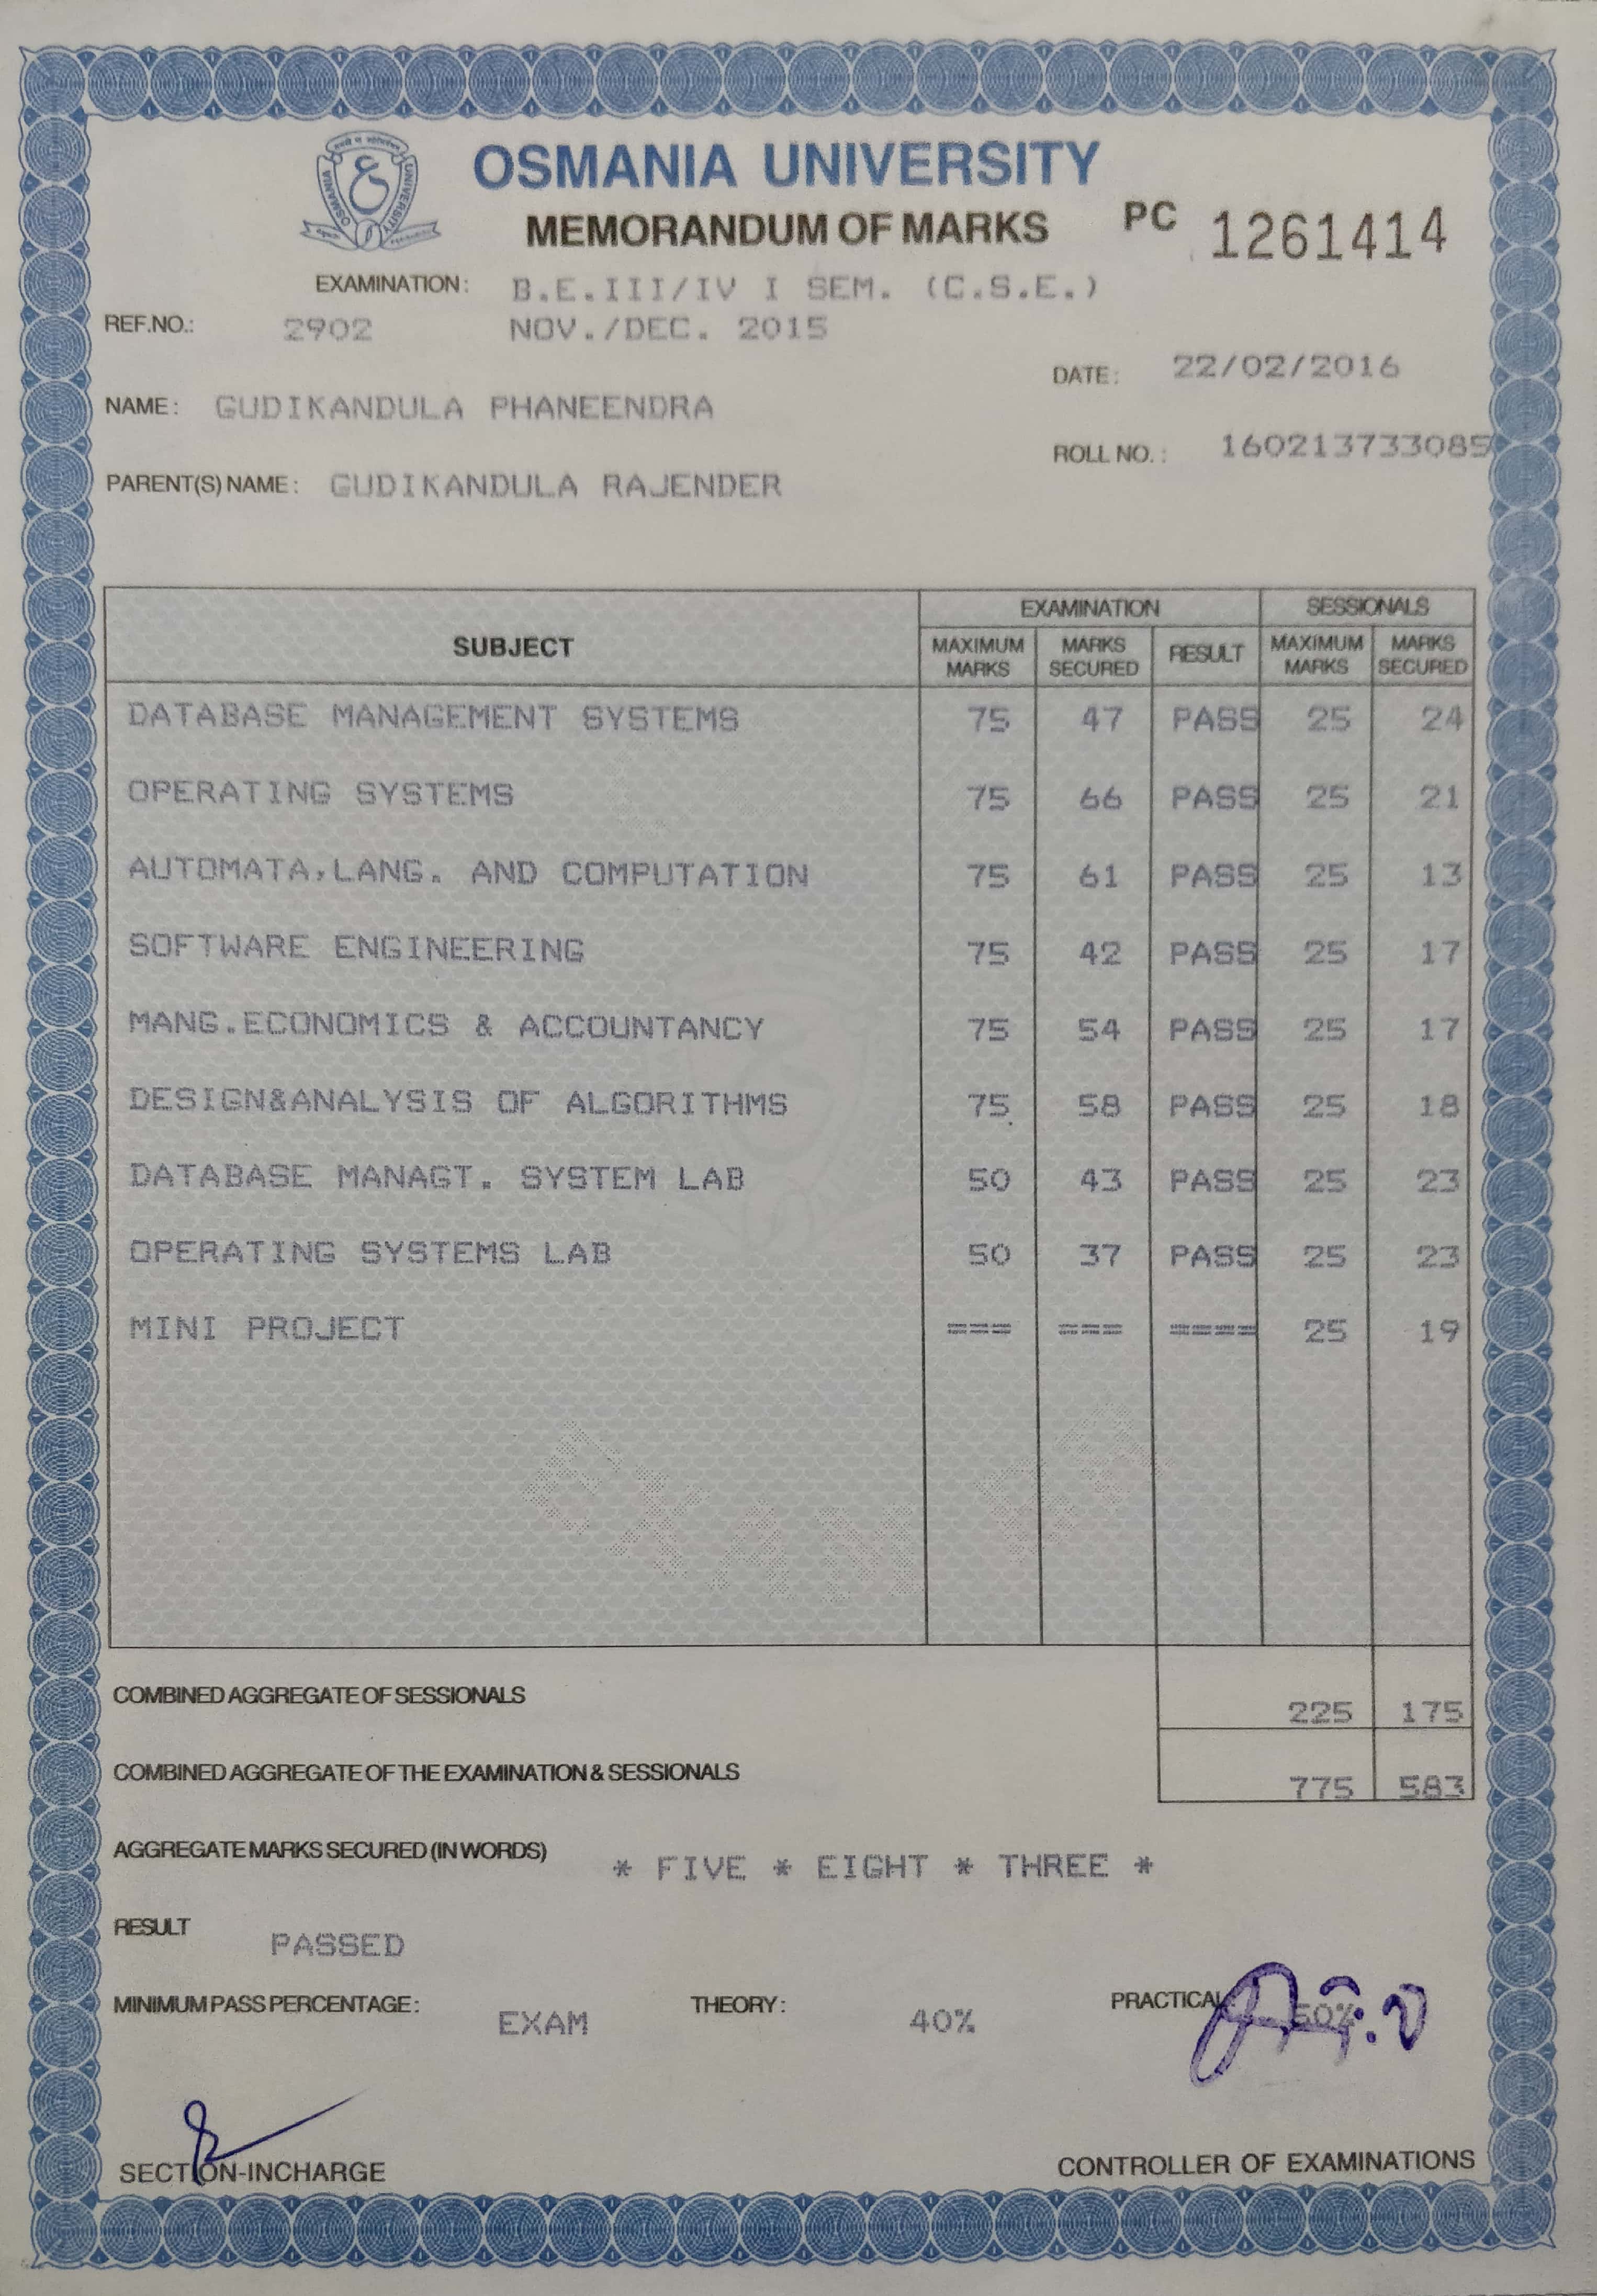 OSMANIA UNIVERSITY
OSMANIA UNIVERSITY
MEMORANDUM OF MARKS
PC 1261414
EXAMINATION: B.E.III/IV I SEM. (C.S.E.)
REF.NO.: 2902 NOV./DEC. 2015
DATE: 22/02/2016
NAME: GUDIKANDULA PHANEENDRA
ROLL NO.: 160213733085
PARENT(S) NAME: GUDIKANDULA RAJENDER
SUBJECT EXAMINATION SESSIONALS
MAXIMUM MARKS MARKS SECURED RESULT MAXIMUM MARKS MARKS SECURED
DATABASE MANAGEMENT SYSTEMS 75 47 PASS 25 24
OPERATING SYSTEMS 75 66 PASS 25 21
AUTOMATA,LANG. AND COMPUTATION 75 61 PASS 25 13
SOFTWARE ENGINEERING 75 42 PASS 25 17
MANG.ECONOMICS & ACCOUNTANCY 75 54 PASS 25 17
DESIGN&ANALYSIS OF ALGORITHMS 75 58 PASS 25 18
DATABASE MANAGT. SYSTEM LAB 50 43 PASS 25 23
OPERATING SYSTEMS LAB 50 37 PASS 25 23
MINI PROJECT === === ==== 25 19
EXAM
COMBINED AGGREGATE OF SESSIONALS 225 175
COMBINED AGGREGATE OF THE EXAMINATION & SESSIONALS 775 583
AGGREGATE MARKS SECURED (IN WORDS) * FIVE * EIGHT * THREE *
RESULT PASSED
MINIMUM PASS PERCENTAGE: EXAM THEORY: 40% PRACTICAL 50%
SECTION-INCHARGE
CONTROLLER OF EXAMINATIONS